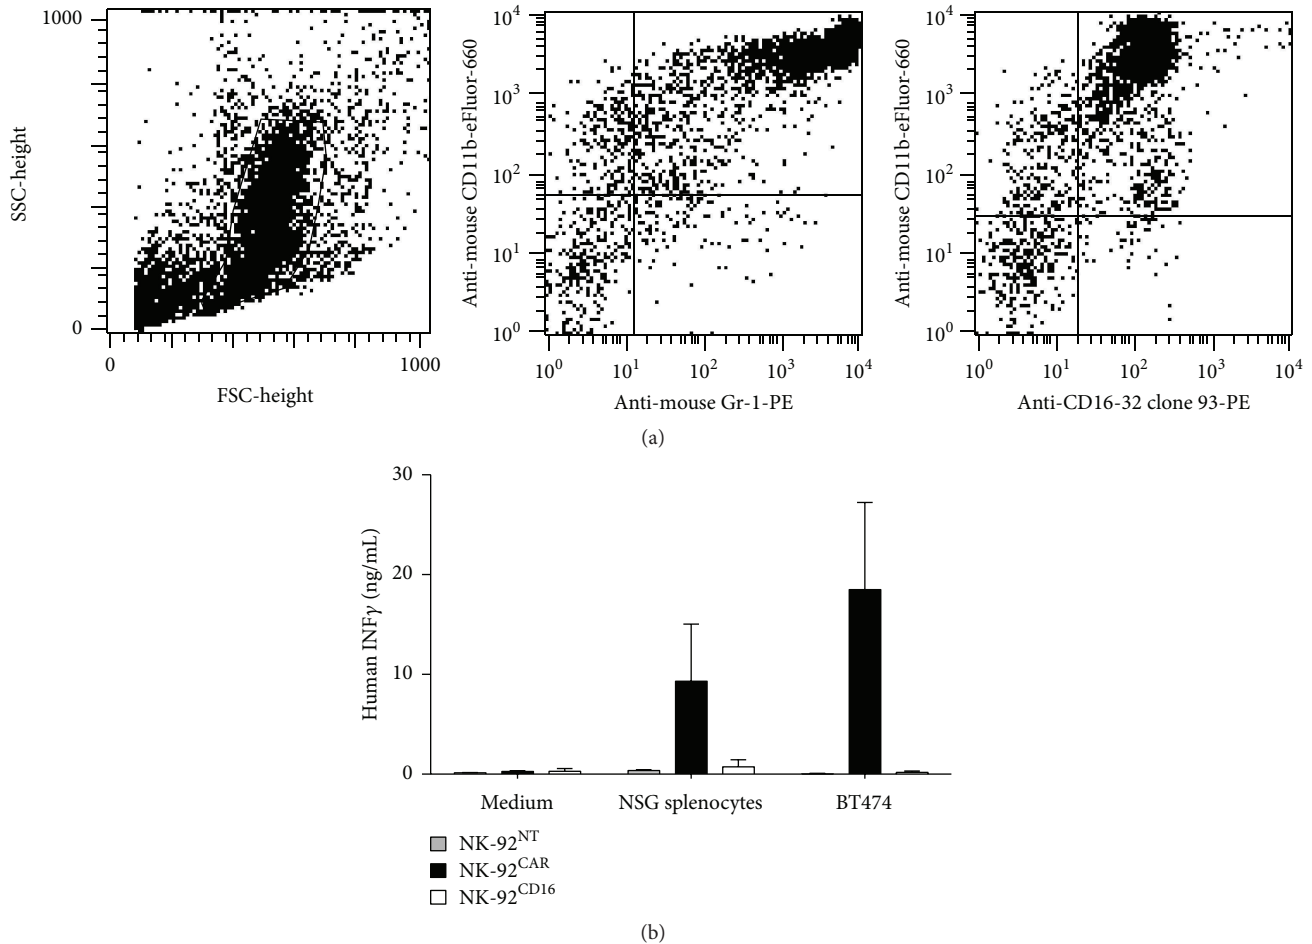 1000
0
SSC-height
0
1000
FSC-height
10^4
10^3
10^2
10^1
10^0
Anti-mouse CD11b-eFluor-660
10^0
10^1
10^2
10^3
10^4
Anti-mouse Gr-1-PE
10^4
10^3
10^2
10^1
10^0
Anti-mouse CD11b-eFluor-660
10^0
10^1
10^2
10^3
10^4
Anti-CD16-32 clone 93-PE
(a)
30
20
10
0
Human INFγ (ng/mL)
Medium
NSG splenocytes
BT474
NK-92^NT
NK-92^CAR
NK-92^CD16
(b)